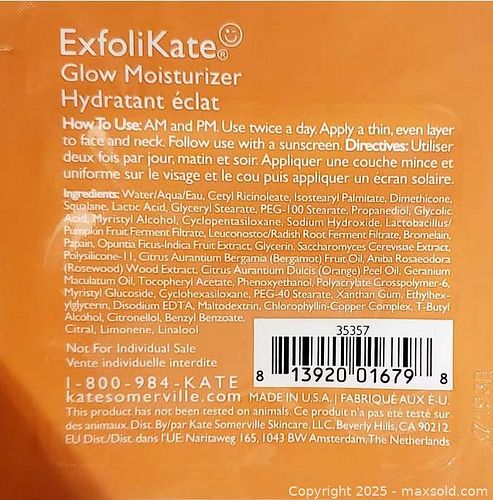 ExfoliKate®
Glow Moisturizer
Hydratant éclat
How To Use: AM and PM. Use twice a day. Apply a thin, even layer
to face and neck. Follow use with a sunscreen. Directives: Utiliser
deux fois par jour, matin et soir. Appliquer une couche mince et
uniforme sur le visage et le cou puis appliquer un écran solaire.
Ingredients: Water/Aqua/Eau, Cetyl Ricinoleate, Isostearyl Palmitate, Dimethicone,
Squalane, Lactic Acid, Glyceryl Stearate, PEG-100 Stearate, Propanediol, Glycolic
Acid, Myristyl Alcohol, Cyclopentasiloxane, Sodium Hydroxide, Lactobacillus/
Pumpkin Fruit Ferment Filtrate, Leuconostoc/Radish Root Ferment Filtrate, Bromelain,
Papain, Opuntia Ficus-Indica Fruit Extract, Glycerin, Saccharomyces Cerevisiae Extract,
Polysilicone-11, Citrus Aurantium Bergamia (Bergamot) Fruit Oil, Aniba Rosaeodora
(Rosewood) Wood Extract, Citrus Aurantium Dulcis (Orange) Peel Oil, Geranium
Maculatum Oil, Tocopheryl Acetate, Phenoxyethanol, Polyacrylate Crosspolymer-6,
Myristyl Glucoside, Cyclohexasiloxane, PEG-40 Stearate, Xanthan Gum, Ethylhex-
ylglycerin, Disodium EDTA, Maltodextrin, Chlorophyllin-Copper Complex, T-Butyl
Alcohol, Citronellol, Benzyl Benzoate,
Citral, Limonene, Linalool
35357
8 13920 01679 8
Not For Individual Sale
Vente individuelle interdite
1-800-984-KATE
katesomerville.com MADE IN U.S.A. | FABRIQUÉ AUX É-U.
This product has not been tested on animals. Ce produit n'a pas été testé sur
des animaux. Dist. By/par Kate Somerville Skincare, LLC, Beverly Hills, CA 90212.
EU Dist./Dist. dans l'UE: Naritaweg 165, 1043 BW Amsterdam, The Netherlands
Copyright 2025 - maxsold.com